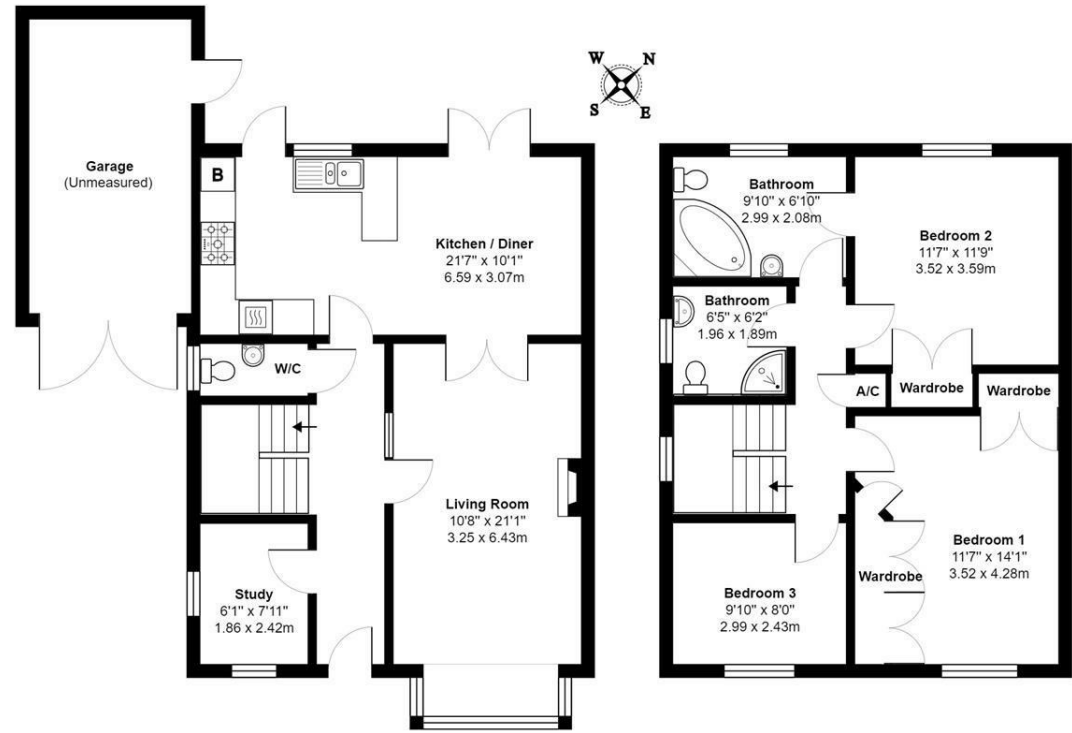 Garage
(Unmeasured)
W
N
S
E
B
Kitchen / Diner
21'7" x 10'1"
6.59 x 3.07m
W/C
Living Room
10'8" x 21'1"
3.25 x 6.43m
Study
6'1" x 7'11"
1.86 x 2.42m
Bathroom
9'10" x 6'10"
2.99 x 2.08m
Bedroom 2
11'7" x 11'9"
3.52 x 3.59m
Bathroom
6'5" x 6'2"
1.96 x 1.89m
A/C
Wardrobe
Wardrobe
Bedroom 1
11'7" x 14'1"
3.52 x 4.28m
Wardrobe
Bedroom 3
9'10" x 8'0"
2.99 x 2.43m